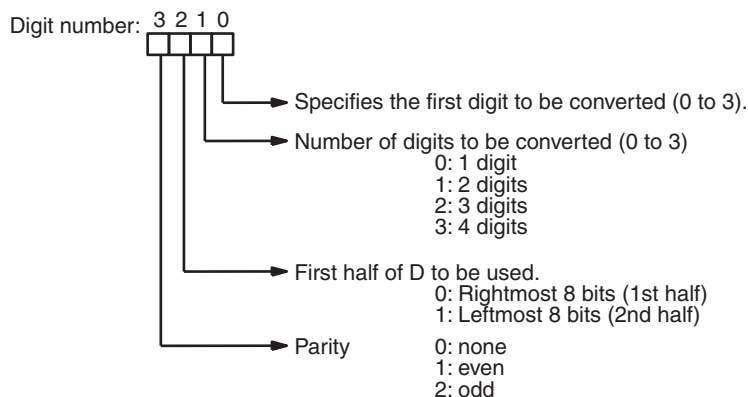 Digit number: 3 2 1 0
Specifies the first digit to be converted (0 to 3).
Number of digits to be converted (0 to 3)
0: 1 digit
1: 2 digits
2: 3 digits
3: 4 digits
First half of D to be used.
0: Rightmost 8 bits (1st half)
1: Leftmost 8 bits (2nd half)
Parity 0: none
1: even
2: odd